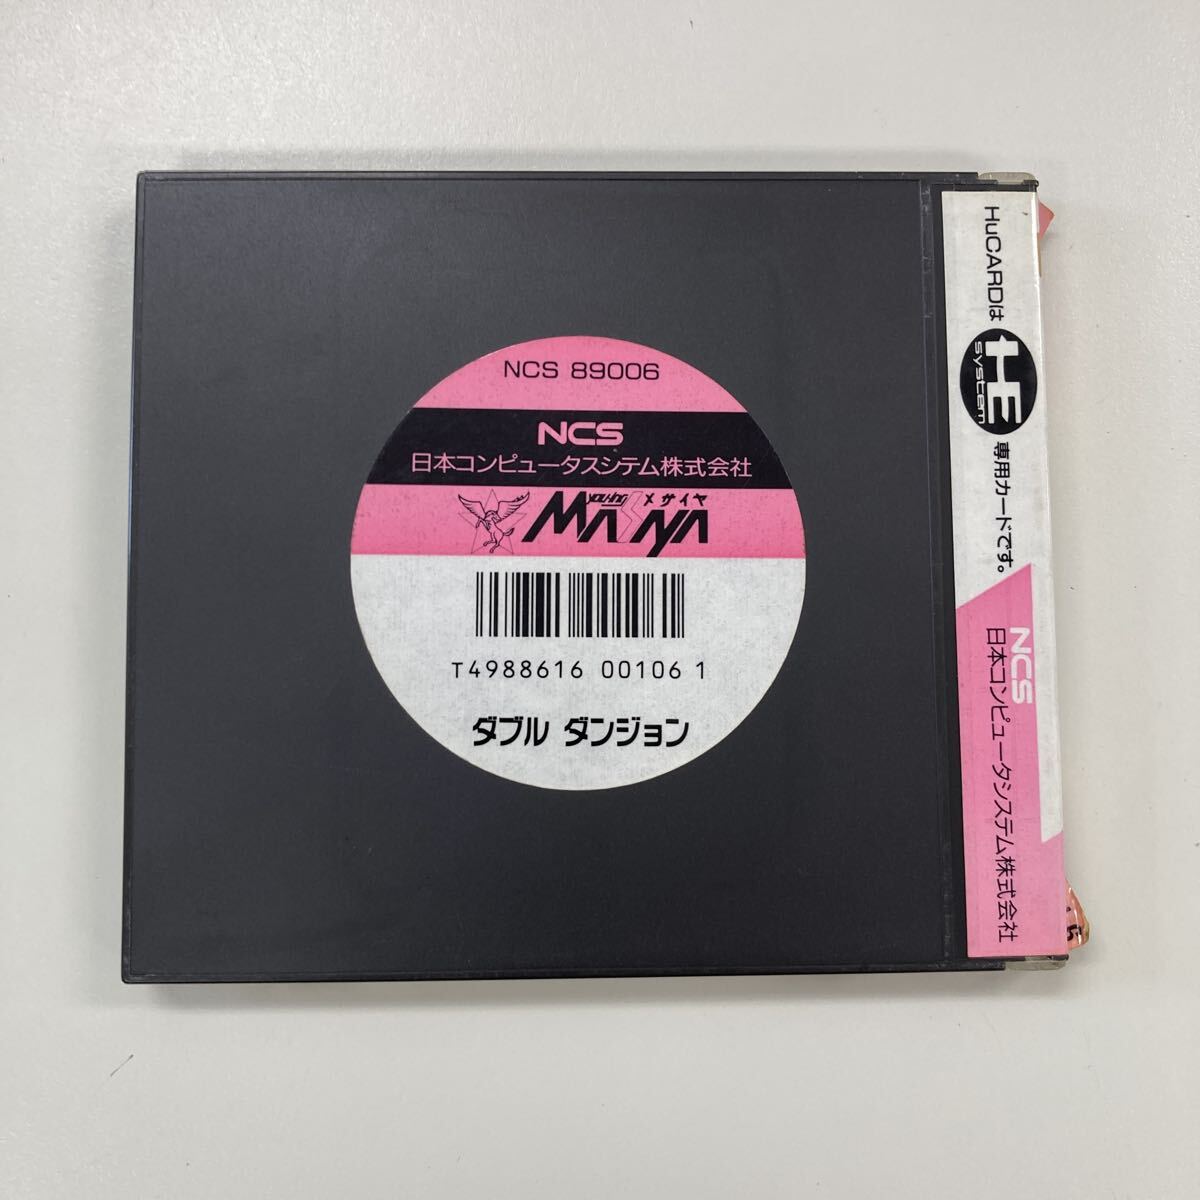 NCS 89006
NCS
日本コンピュータスシテム株式会社
メサイヤ
MASAYA
T4988616 00106 1
ダブル ダンジョン
HuCARDは HE system 専用カードです。
NCS
日本コンピュータシステム株式会社